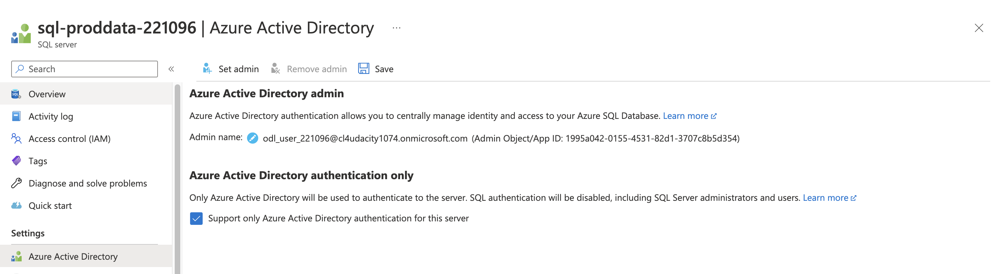 sql-proddata-221096 | Azure Active Directory ...
SQL server
Search
«
Set admin
Remove admin
Save
Overview
Activity log
Access control (IAM)
Tags
Diagnose and solve problems
Quick start
Settings
Azure Active Directory
Azure Active Directory admin
Azure Active Directory authentication allows you to centrally manage identity and access to your Azure SQL Database. Learn more
Admin name: odl_user_221096@cl4udacity1074.onmicrosoft.com (Admin Object/App ID: 1995a042-0155-4531-82d1-3707c8b5d354)
Azure Active Directory authentication only
Only Azure Active Directory will be used to authenticate to the server. SQL authentication will be disabled, including SQL Server administrators and users. Learn more
Support only Azure Active Directory authentication for this server